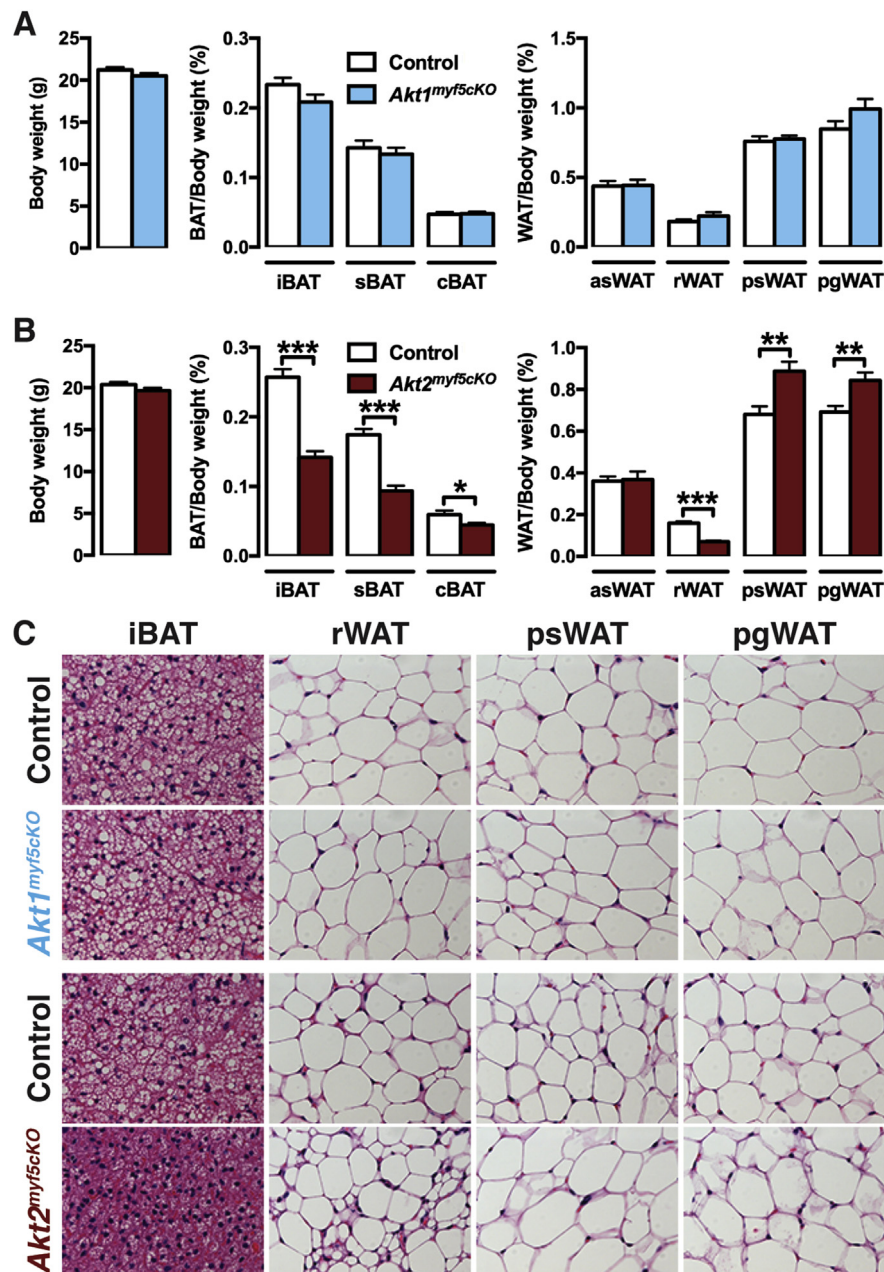 A
Body weight (g)
25
20
15
10
5
0
BAT/Body weight (%)
0.3
0.2
0.1
0.0
iBAT
sBAT
cBAT
Control
Akt1myf5cKO
WAT/Body weight (%)
1.5
1.0
0.5
0.0
asWAT
rWAT
psWAT
pgWAT
B
Body weight (g)
25
20
15
10
5
0
BAT/Body weight (%)
0.3
0.2
0.1
0.0
***
***
*
iBAT
sBAT
cBAT
Control
Akt2myf5cKO
WAT/Body weight (%)
1.0
0.8
0.6
0.4
0.2
0.0
***
**
**
asWAT
rWAT
psWAT
pgWAT
C
iBAT
rWAT
psWAT
pgWAT
Control
Akt1myf5cKO
Control
Akt2myf5cKO